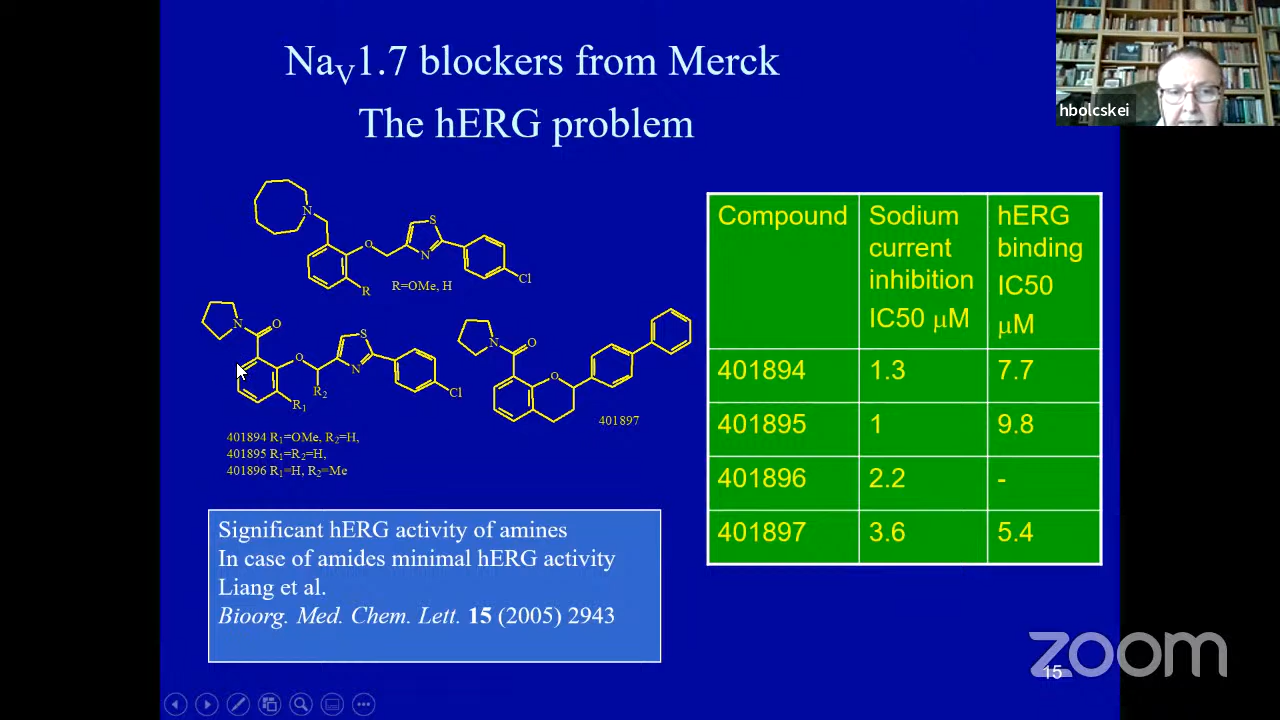 Na_V1.7 blockers from Merck
The hERG problem
hbolcskei
N
O
S
N
Cl
R
R=OMe, H
N
O
O
S
N
Cl
R₂
R₁
401894 R₁=OMe, R₂=H,
401895 R₁=R₂=H,
401896 R₁=H, R₂=Me
N
O
O
401897
Compound Sodium current inhibition IC50 μM hERG binding IC50 μM
401894 1.3 7.7
401895 1 9.8
401896 2.2 -
401897 3.6 5.4
Significant hERG activity of amines
In case of amides minimal hERG activity
Liang et al.
Bioorg. Med. Chem. Lett. 15 (2005) 2943
zoom
15